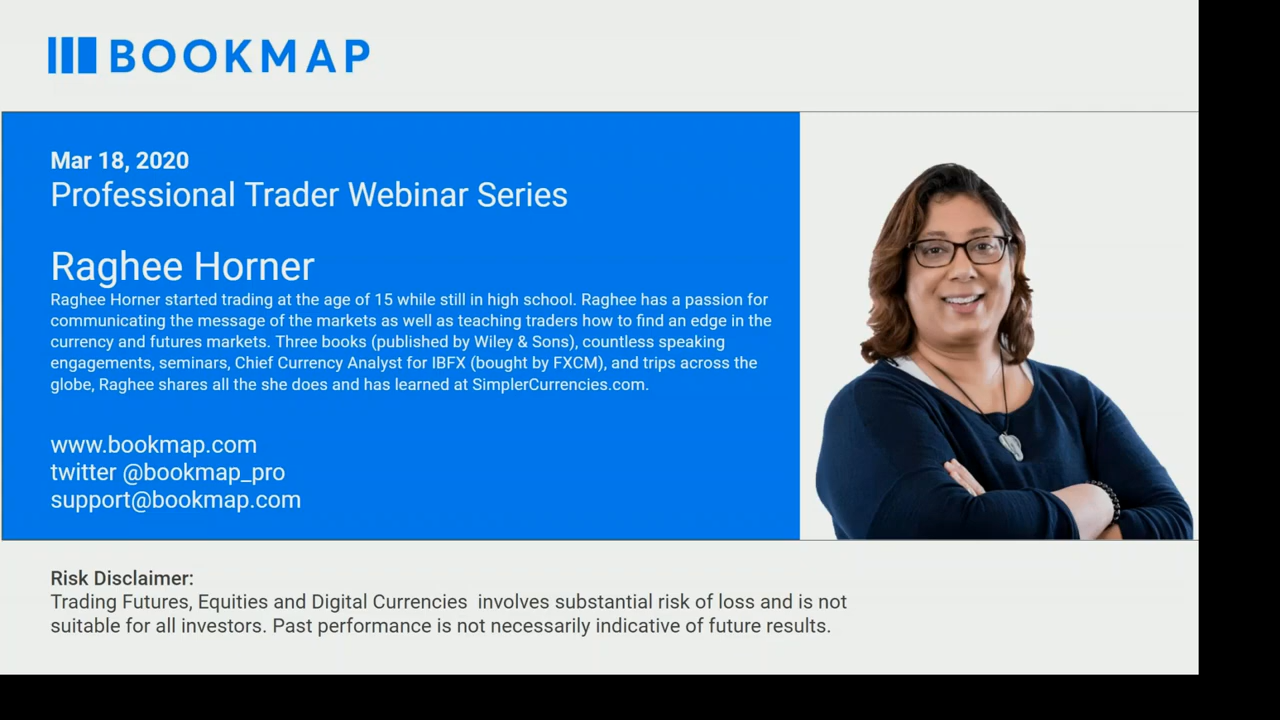 BOOKMAP
Mar 18, 2020
Professional Trader Webinar Series
Raghee Horner
Raghee Horner started trading at the age of 15 while still in high school. Raghee has a passion for
communicating the message of the markets as well as teaching traders how to find an edge in the
currency and futures markets. Three books (published by Wiley & Sons), countless speaking
engagements, seminars, Chief Currency Analyst for IBFX (bought by FXCM), and trips across the
globe, Raghee shares all the she does and has learned at SimplerCurrencies.com.
www.bookmap.com
twitter @bookmap_pro
support@bookmap.com
Risk Disclaimer:
Trading Futures, Equities and Digital Currencies  involves substantial risk of loss and is not
suitable for all investors. Past performance is not necessarily indicative of future results.